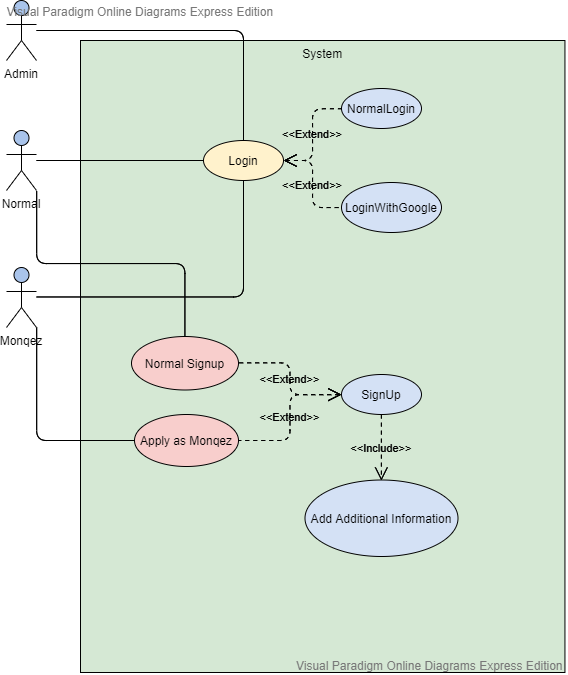 Visual Paradigm Online Diagrams Express Edition
System
Admin
NormalLogin
<<Extend>>
Login
<<Extend>>
Normal
LoginWithGoogle
Monqez
Normal Signup
<<Extend>>
SignUp
<<Extend>>
Apply as Monqez
<<Include>>
Add Additional Information
Visual Paradigm Online Diagrams Express Edition